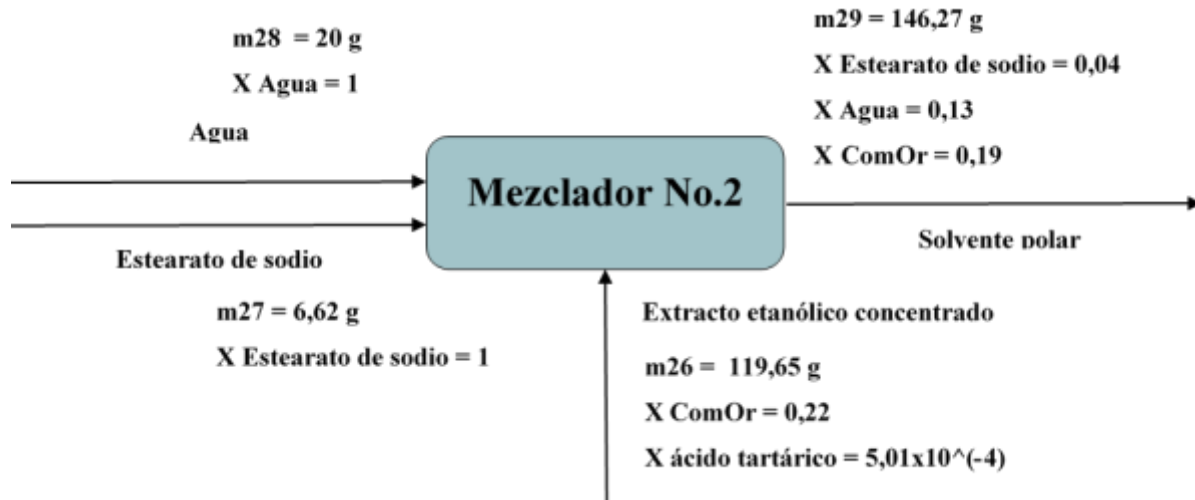 m28 = 20 g
X Agua = 1
Agua
Mezclador No.2
m29 = 146,27 g
X Estearato de sodio = 0,04
X Agua = 0,13
X ComOr = 0,19
Solvente polar
Estearato de sodio
m27 = 6,62 g
X Estearato de sodio = 1
Extracto etanólico concentrado
m26 = 119,65 g
X ComOr = 0,22
X ácido tartárico = 5,01x10^(-4)